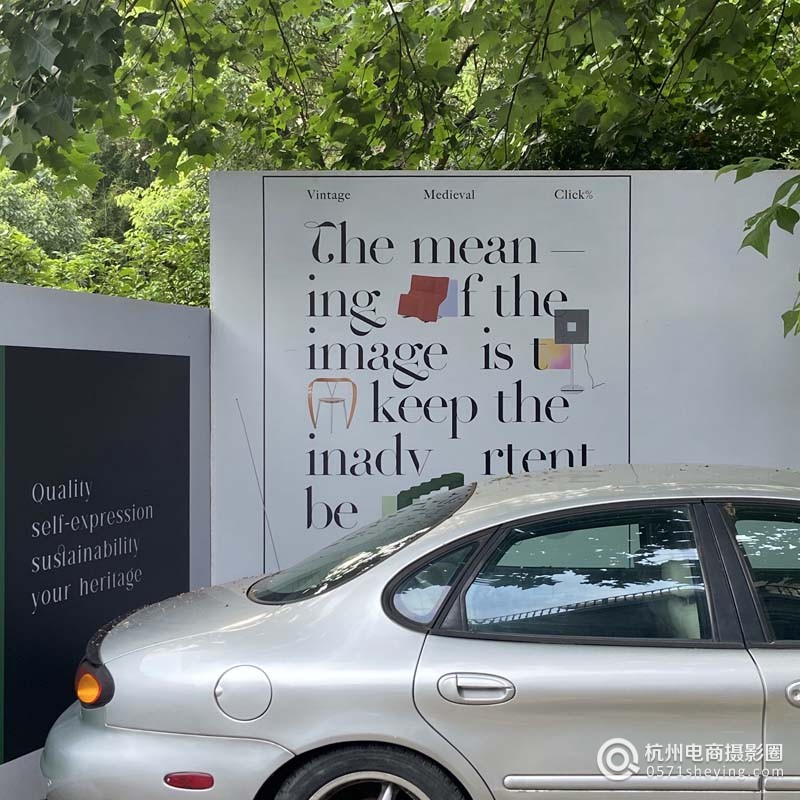 Vintage Medieval Click%
The mean —
ing f the
image is t
keep the
inadv rtent
be
Quality
self-expression
sustainability
your heritage
杭州电商摄影圈
0571sheying.com